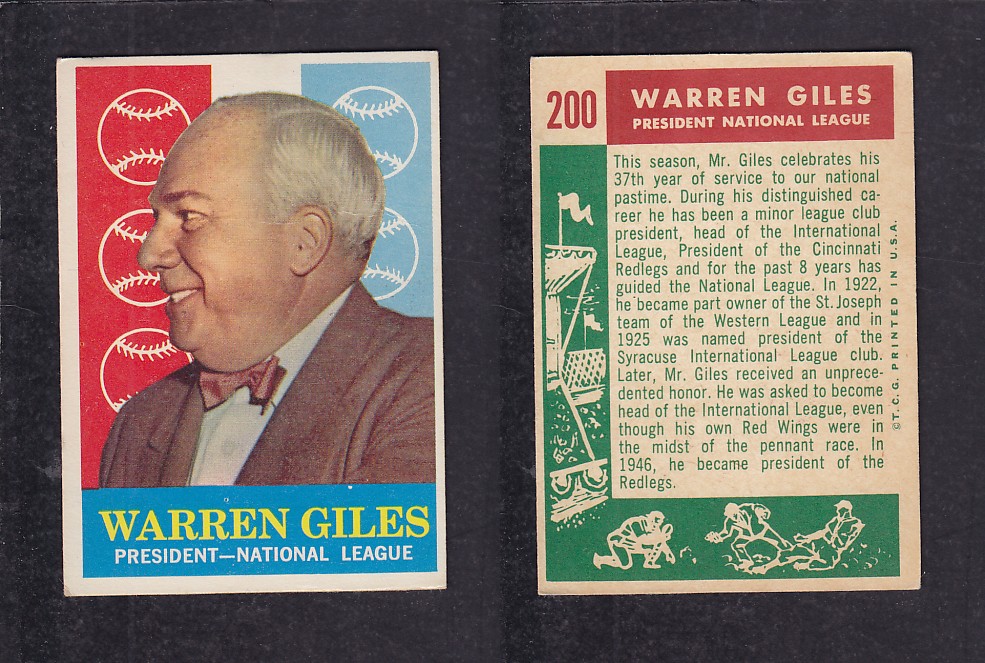 WARREN GILES
PRESIDENT—NATIONAL LEAGUE
200
WARREN GILES
PRESIDENT NATIONAL LEAGUE
This season, Mr. Giles celebrates his
37th year of service to our national
pastime. During his distinguished ca-
reer he has been a minor league club
president, head of the International
League, President of the Cincinnati
Redlegs and for the past 8 years has
guided the National League. In 1922,
he became part owner of the St. Joseph
team of the Western League and in
1925 was named president of the
Syracuse International League club.
Later, Mr. Giles received an unprece-
dented honor. He was asked to become
head of the International League, even
though his own Red Wings were in
the midst of the pennant race. In
1946, he became president of the
Redlegs.
© T.C.G. PRINTED IN U.S.A.